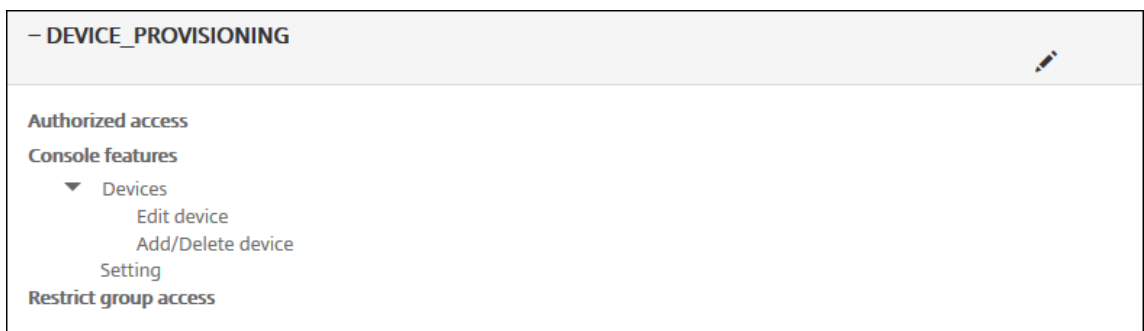 − DEVICE_PROVISIONING
Authorized access
Console features
Devices
Edit device
Add/Delete device
Setting
Restrict group access